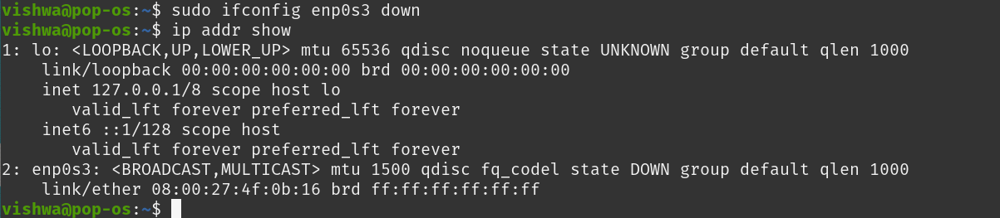 vishwa@pop-os:~$ sudo ifconfig enp0s3 down
vishwa@pop-os:~$ ip addr show
1: lo: <LOOPBACK,UP,LOWER_UP> mtu 65536 qdisc noqueue state UNKNOWN group default qlen 1000
    link/loopback 00:00:00:00:00:00 brd 00:00:00:00:00:00
    inet 127.0.0.1/8 scope host lo
       valid_lft forever preferred_lft forever
    inet6 ::1/128 scope host
       valid_lft forever preferred_lft forever
2: enp0s3: <BROADCAST,MULTICAST> mtu 1500 qdisc fq_codel state DOWN group default qlen 1000
    link/ether 08:00:27:4f:0b:16 brd ff:ff:ff:ff:ff:ff
vishwa@pop-os:~$